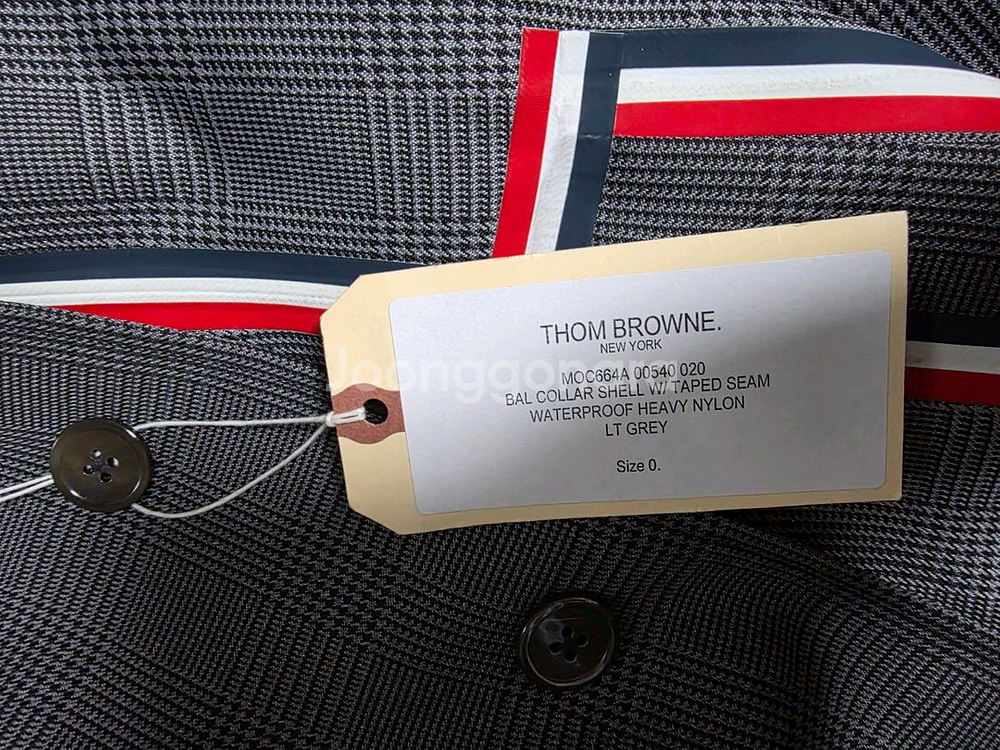 THOM BROWNE.
NEW YORK
MOC664A 00540 020
BAL COLLAR SHELL W/ TAPED SEAM
WATERPROOF HEAVY NYLON
LT GREY
Size 0.